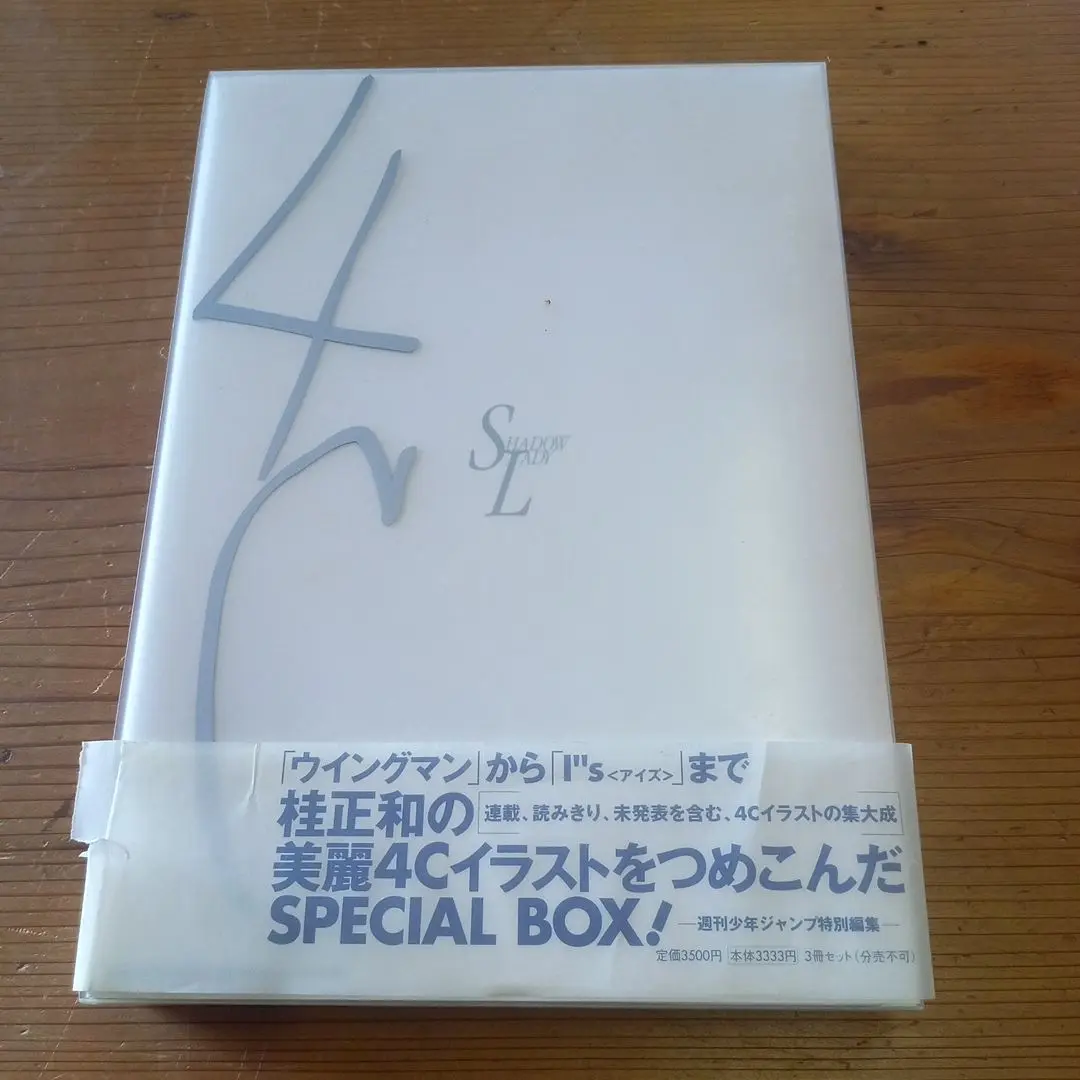 4C
SHADOW
LADY
「ウイングマン」から「I"s<アイズ>」まで
桂正和の 連載、読みきり、未発表を含む、4Cイラストの集大成
美麗4Cイラストをつめこんだ
SPECIAL BOX! ―週刊少年ジャンプ特別編集―
定価3500円 本体3333円 3冊セット(分売不可)